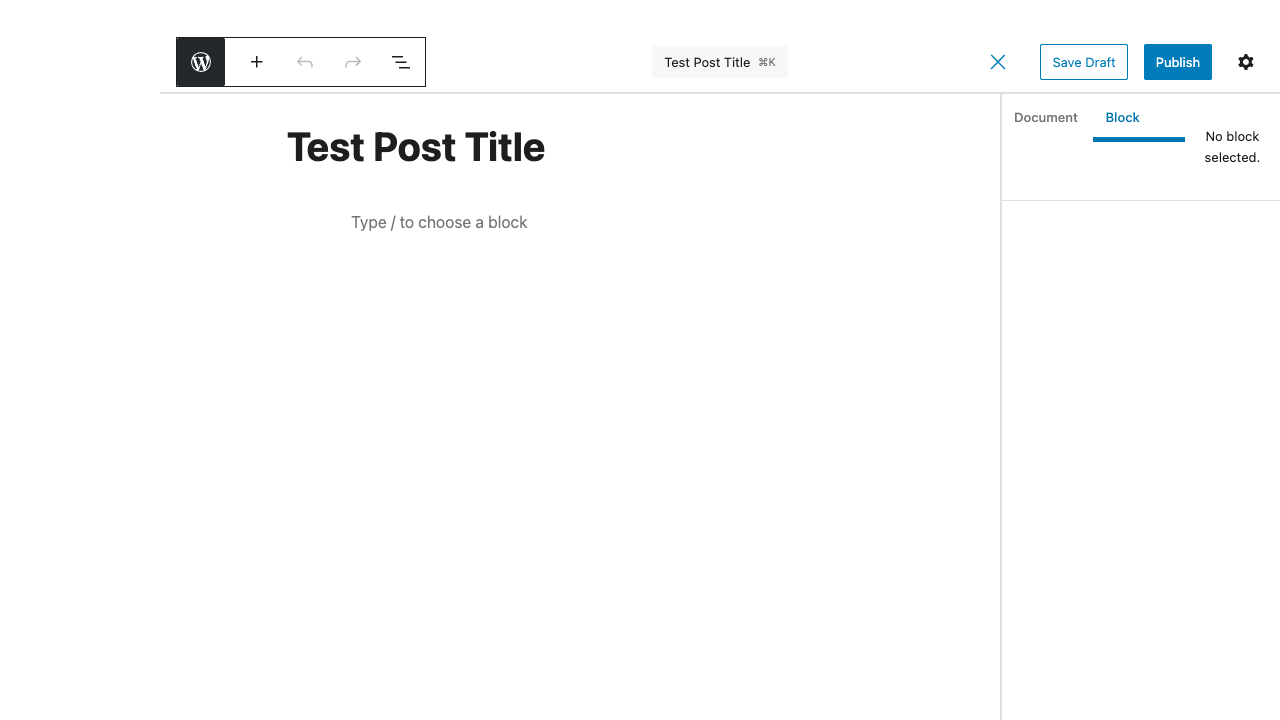 Test Post Title ⌘K
Save Draft
Publish
Document
Block
No block
selected.
Test Post Title
Type / to choose a block